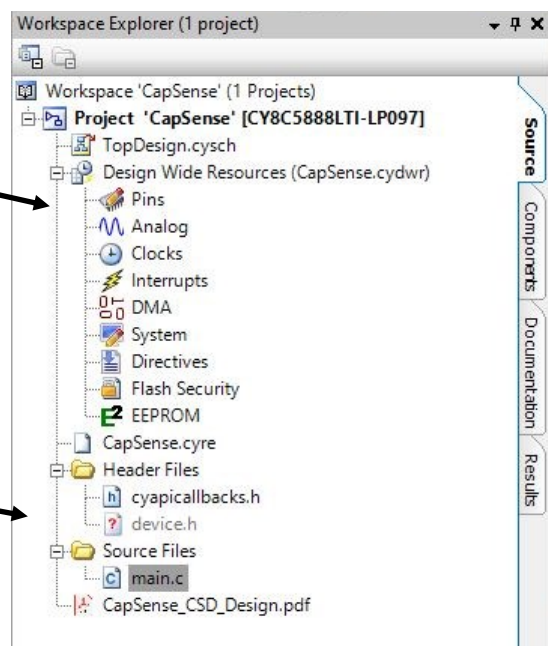 Workspace Explorer (1 project)
Workspace 'CapSense' (1 Projects)
Project 'CapSense' [CY8C5888LTI-LP097]
TopDesign.cysch
Design Wide Resources (CapSense.cydwr)
Pins
Analog
Clocks
Interrupts
DMA
System
Directives
Flash Security
EEPROM
CapSense.cyre
Header Files
cyapicallbacks.h
device.h
Source Files
main.c
CapSense_CSD_Design.pdf
Source
Components
Documentation
Results